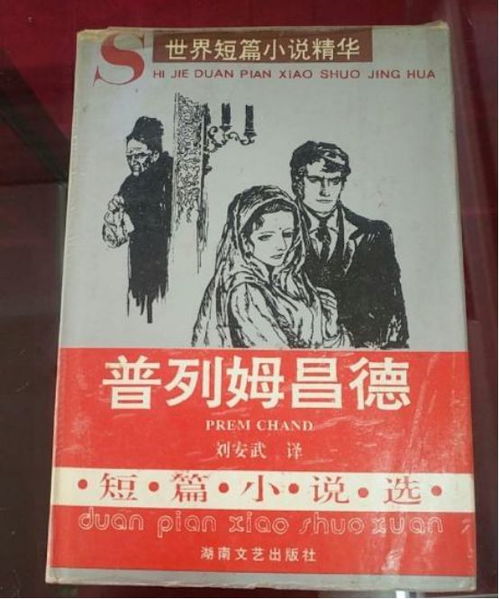 世界短篇小说精华
SHI JIE DUAN PIAN XIAO SHUO JING HUA
普列姆昌德
PREM CHAND
刘安武 译
·短·篇·小·说·选·
duan pian xiao shuo xuan
湖南文艺出版社